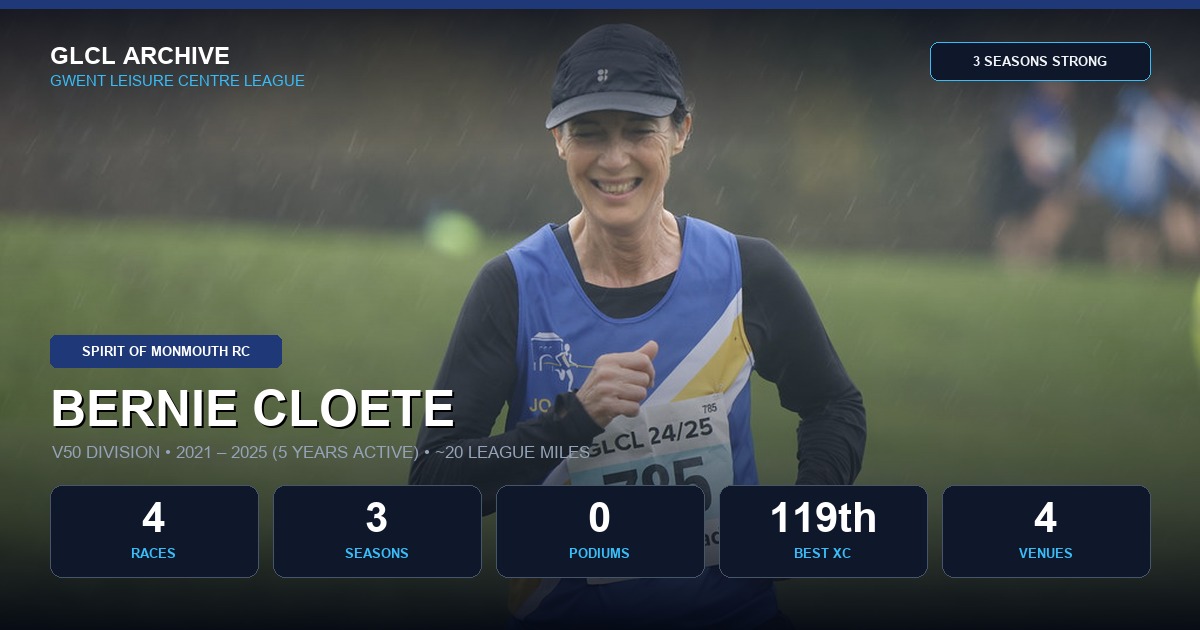 GLCL ARCHIVE
GWENT LEISURE CENTRE LEAGUE
3 SEASONS STRONG
785
GLCL 24/25
785
SPIRIT OF MONMOUTH RC
BERNIE CLOETE
V50 DIVISION • 2021 – 2025 (5 YEARS ACTIVE) • ~20 LEAGUE MILES
4
RACES
3
SEASONS
0
PODIUMS
119th
BEST XC
4
VENUES